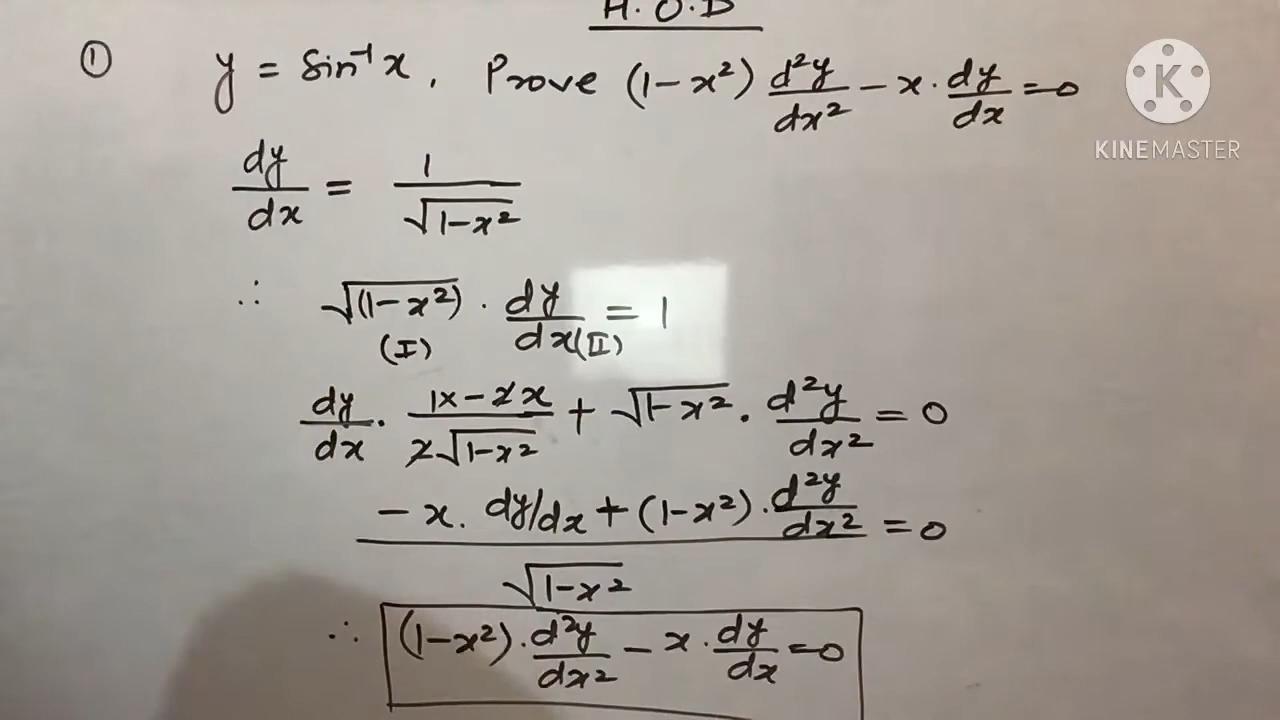 H.O.D
① y = Sin⁻¹x, Prove (1-x²) d²y/dx² - x · dy/dx = 0
K
KINEMASTER
dy/dx = 1/√1-x²
∴ √(1-x²) · dy/dx = 1
(I) (II)
dy/dx · 1x-2x/2√1-x² + √1-x² · d²y/dx² = 0
- x · dy/dx + (1-x²) · d²y/dx² = 0
√1-x²
∴ (1-x²) · d²y/dx² - x · dy/dx = 0